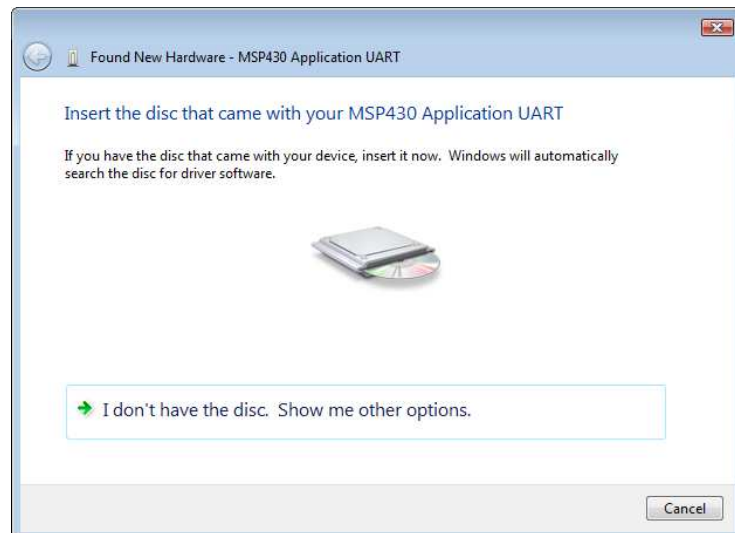 Found New Hardware - MSP430 Application UART
Insert the disc that came with your MSP430 Application UART
If you have the disc that came with your device, insert it now.  Windows will automatically
search the disc for driver software.
I don't have the disc.  Show me other options.
Cancel